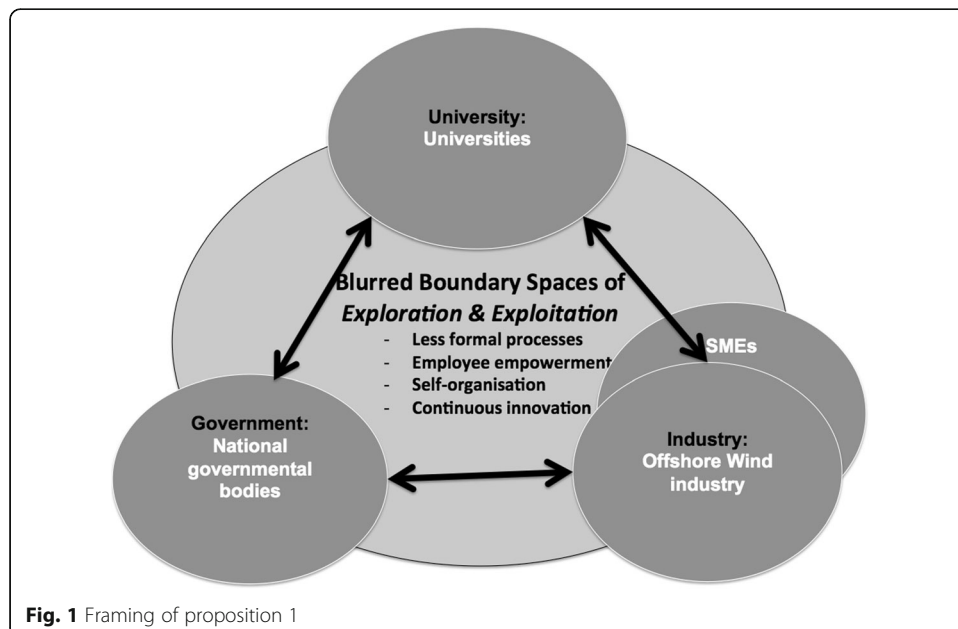 University:
Universities
Blurred Boundary Spaces of
Exploration & Exploitation
- Less formal processes
- Employee empowerment
- Self-organisation
- Continuous innovation
SMEs
Government:
National
governmental
bodies
Industry:
Offshore Wind
industry
Fig. 1 Framing of proposition 1